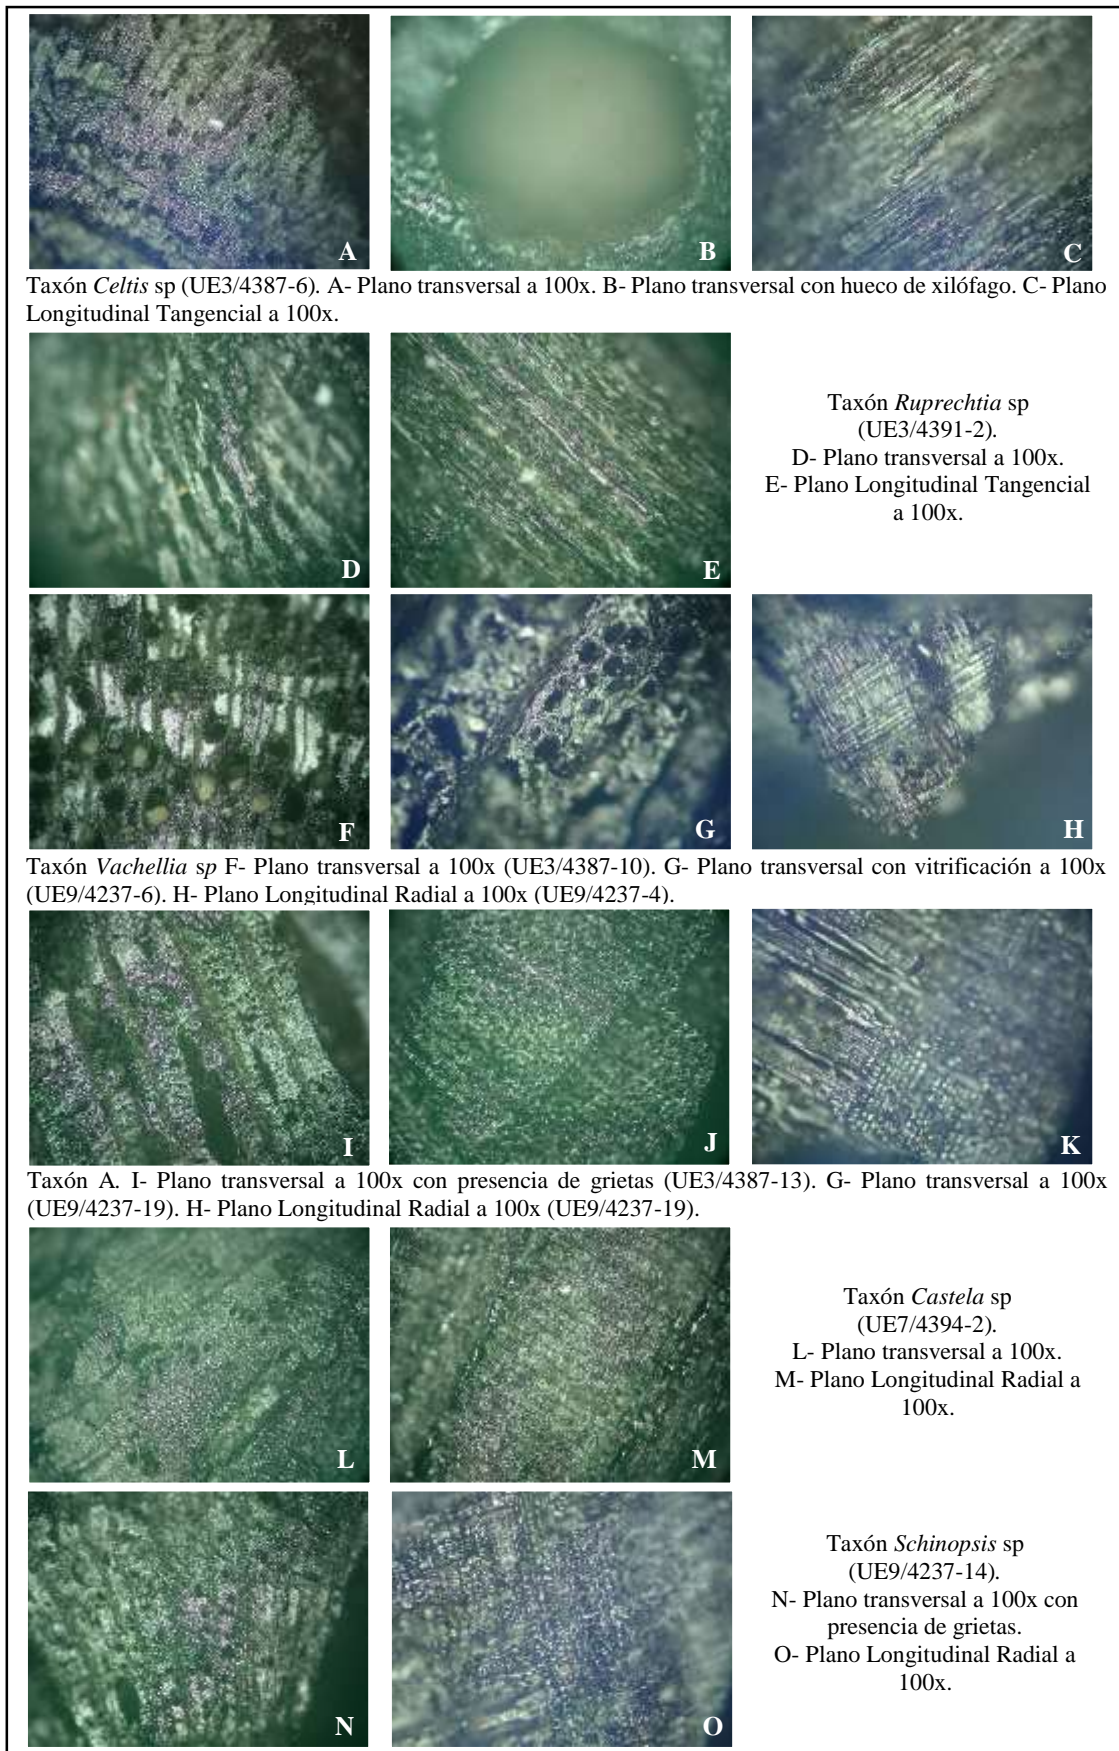 A
B
C
Taxón Celtis sp (UE3/4387-6). A- Plano transversal a 100x. B- Plano transversal con hueco de xilófago. C- Plano
Longitudinal Tangencial a 100x.
D
E
Taxón Ruprechtia sp
(UE3/4391-2).
D- Plano transversal a 100x.
E- Plano Longitudinal Tangencial
a 100x.
F
G
H
Taxón Vachellia sp F- Plano transversal a 100x (UE3/4387-10). G- Plano transversal con vitrificación a 100x
(UE9/4237-6). H- Plano Longitudinal Radial a 100x (UE9/4237-4).
I
J
K
Taxón A. I- Plano transversal a 100x con presencia de grietas (UE3/4387-13). G- Plano transversal a 100x
(UE9/4237-19). H- Plano Longitudinal Radial a 100x (UE9/4237-19).
L
M
Taxón Castela sp
(UE7/4394-2).
L- Plano transversal a 100x.
M- Plano Longitudinal Radial a
100x.
N
O
Taxón Schinopsis sp
(UE9/4237-14).
N- Plano transversal a 100x con
presencia de grietas.
O- Plano Longitudinal Radial a
100x.